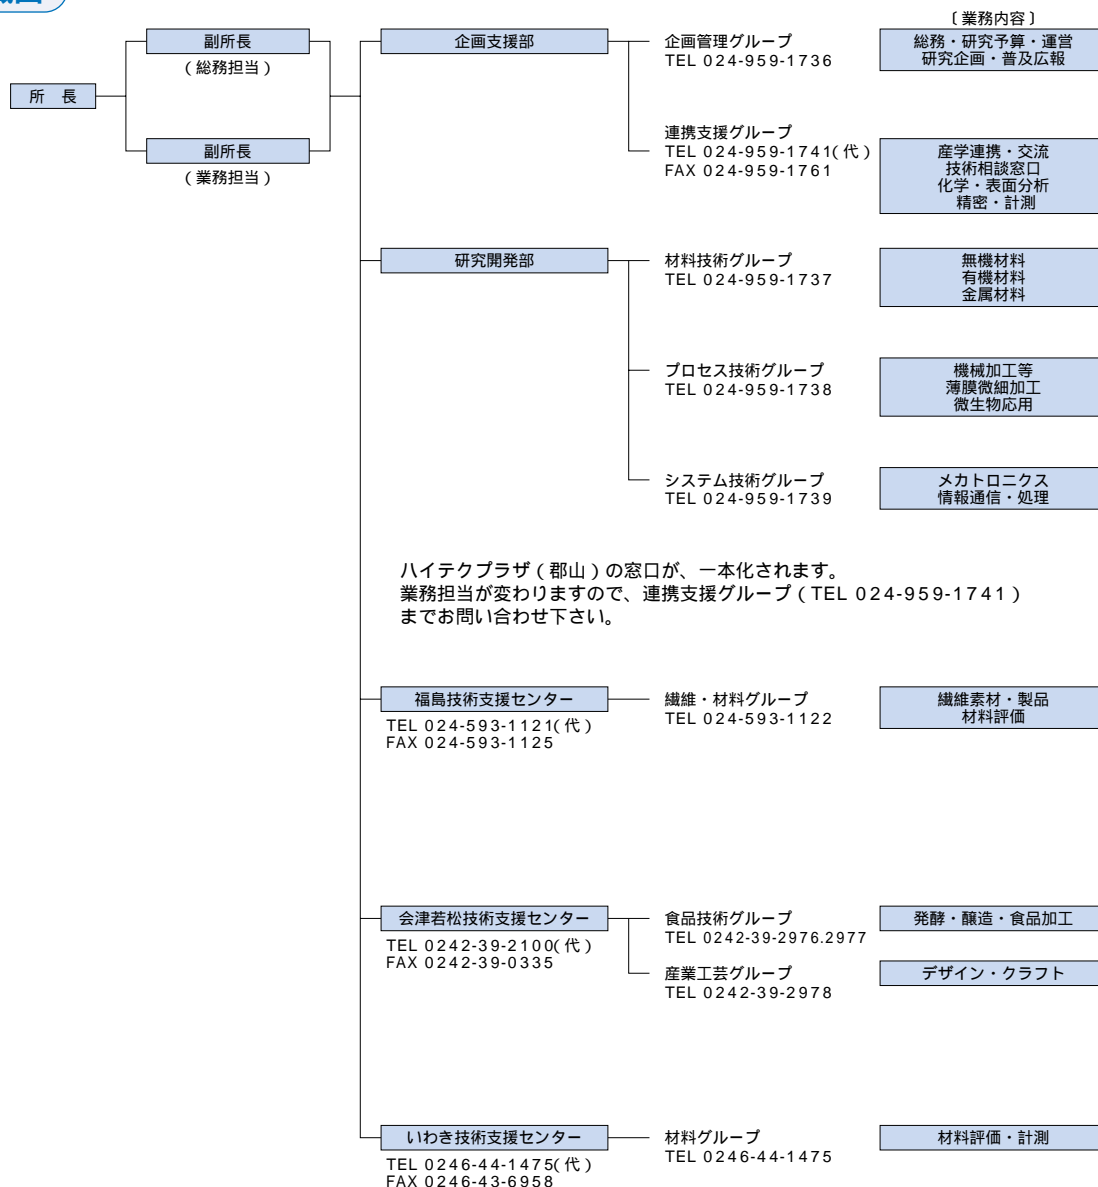 〔 業務内容 〕
所　長
副所長
( 総務担当 )
副所長
( 業務担当 )
企画支援部
企画管理グループ
TEL 024-959-1736
総務・研究予算・運営
研究企画・普及広報
連携支援グループ
TEL 024-959-1741( 代 )
FAX 024-959-1761
産学連携・交流
技術相談窓口
化学・表面分析
精密・計測
研究開発部
材料技術グループ
TEL 024-959-1737
無機材料
有機材料
金属材料
プロセス技術グループ
TEL 024-959-1738
機械加工等
薄膜微細加工
微生物応用
システム技術グループ
TEL 024-959-1739
メカトロニクス
情報通信・処理
ハイテクプラザ ( 郡山 ) の窓口が、一本化されます。
業務担当が変わりますので、連携支援グループ ( TEL 024-959-1741 )
までお問い合わせ下さい。
福島技術支援センター
TEL 024-593-1121( 代 )
FAX 024-593-1125
繊維・材料グループ
TEL 024-593-1122
繊維素材・製品
材料評価
会津若松技術支援センター
TEL 0242-39-2100( 代 )
FAX 0242-39-0335
食品技術グループ
TEL 0242-39-2976.2977
発酵・醸造・食品加工
産業工芸グループ
TEL 0242-39-2978
デザイン・クラフト
いわき技術支援センター
TEL 0246-44-1475( 代 )
FAX 0246-43-6958
材料グループ
TEL 0246-44-1475
材料評価・計測